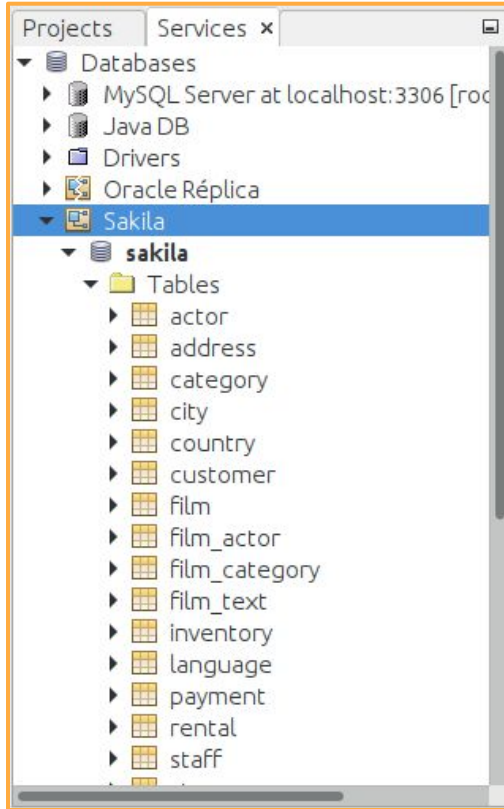 Projects Services ×
Databases
MySQL Server at localhost:3306 [roo
Java DB
Drivers
Oracle Réplica
Sakila
sakila
Tables
actor
address
category
city
country
customer
film
film_actor
film_category
film_text
inventory
language
payment
rental
staff